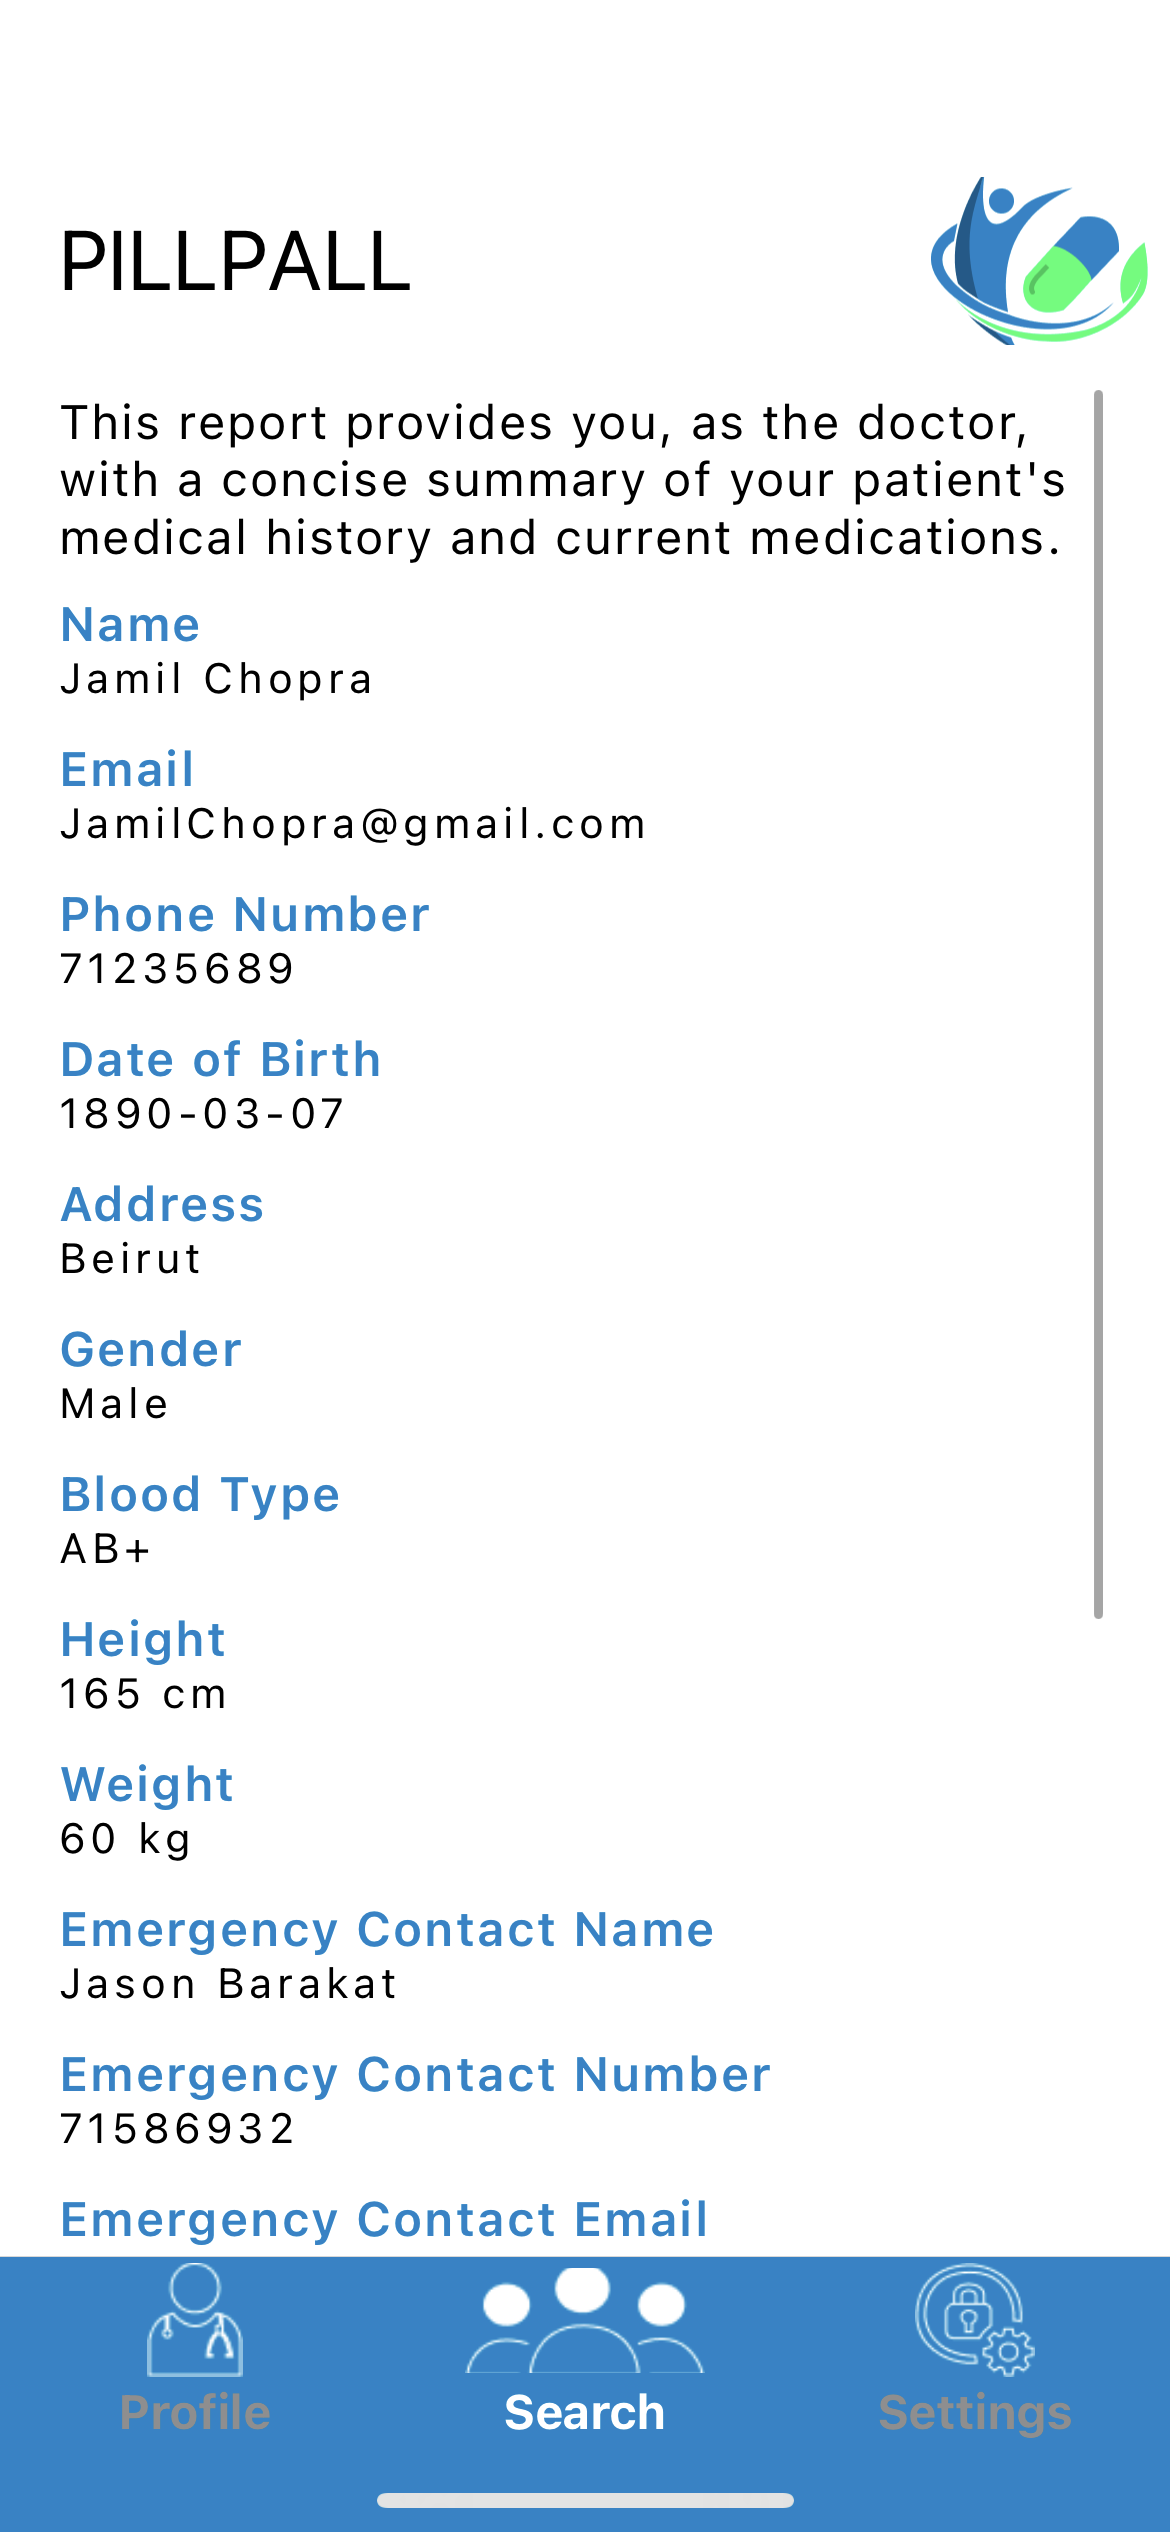 PILLPALL
This report provides you, as the doctor,
with a concise summary of your patient's
medical history and current medications.
Name
Jamil Chopra
Email
JamilChopra@gmail.com
Phone Number
71235689
Date of Birth
1890-03-07
Address
Beirut
Gender
Male
Blood Type
AB+
Height
165 cm
Weight
60 kg
Emergency Contact Name
Jason Barakat
Emergency Contact Number
71586932
Emergency Contact Email
Profile
Search
Settings